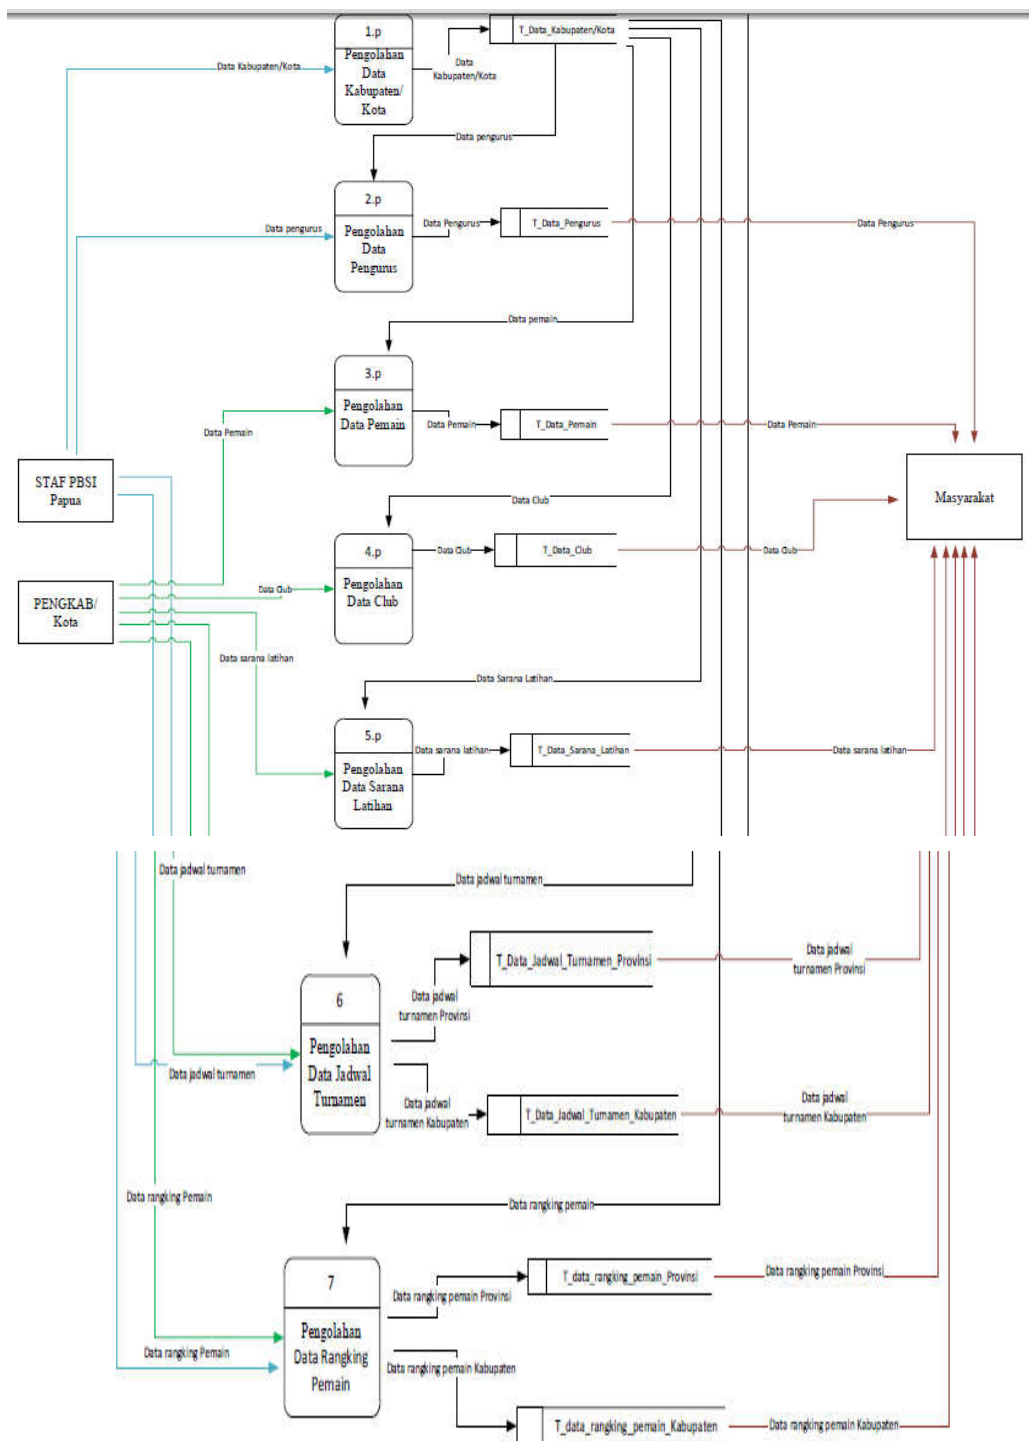 1.p
Pengolahan
Data
Kabupaten/
Kota
Data Kabupaten/Kota
Data
Kabupaten/Kota
T_Data_Kabupaten/Kota
Data pengurus
2.p
Pengolahan
Data
Pengurus
Data pengurus
Data Pengurus
T_Data_Pengurus
Data Pengurus
Data pemain
3.p
Pengolahan
Data Pemain
Data Pemain
Data Pemain
T_Data_Pemain
Data Pemain
STAF PBSI
Papua
Masyarakat
Data Club
4.p
Pengolahan
Data Club
Data Club
Data Club
T_Data_Club
Data Club
PENGKAB/
Kota
Data sarana latihan
Data Sarana Latihan
5.p
Pengolahan
Data Sarana
Latihan
Data sarana latihan
T_Data_Sarana_Latihan
Data sarana latihan
Data jadwal turnamen
Data jadwal turnamen
6
Pengolahan
Data Jadwal
Turnamen
Data jadwal turnamen
Data jadwal
turnamen Provinsi
T_Data_Jadwal_Turnamen_Provinsi
Data jadwal
turnamen Provinsi
Data jadwal
turnamen Kabupaten
T_Data_Jadwal_Turnamen_Kabupaten
Data jadwal
turnamen Kabupaten
Data rangking Pemain
Data rangking pemain
7
Pengolahan
Data Rangking
Pemain
Data rangking Pemain
Data rangking pemain Provinsi
T_data_rangking_pemain_Provinsi
Data rangking pemain Provinsi
Data rangking pemain Kabupaten
T_data_rangking_pemain_Kabupaten
Data rangking pemain Kabupaten